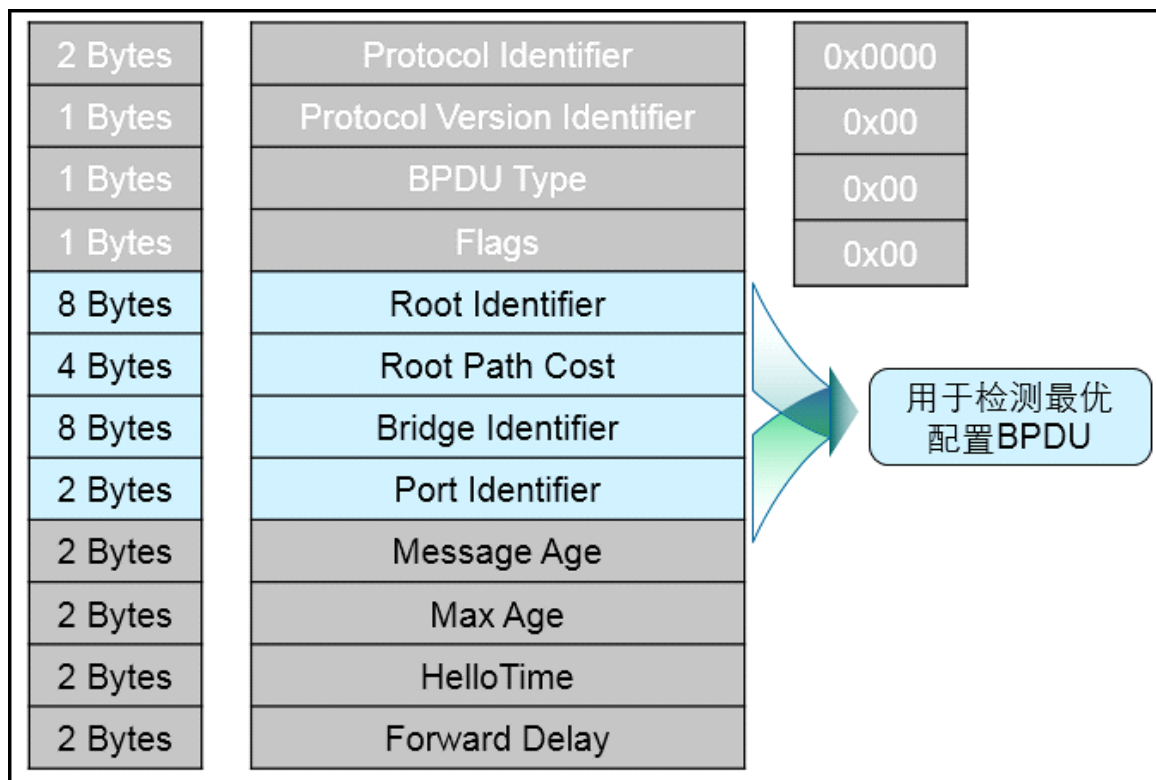 2 Bytes Protocol Identifier 0x0000
1 Bytes Protocol Version Identifier 0x00
1 Bytes BPDU Type 0x00
1 Bytes Flags 0x00
8 Bytes Root Identifier
4 Bytes Root Path Cost
8 Bytes Bridge Identifier
2 Bytes Port Identifier
用于检测最优
配置BPDU
2 Bytes Message Age
2 Bytes Max Age
2 Bytes HelloTime
2 Bytes Forward Delay